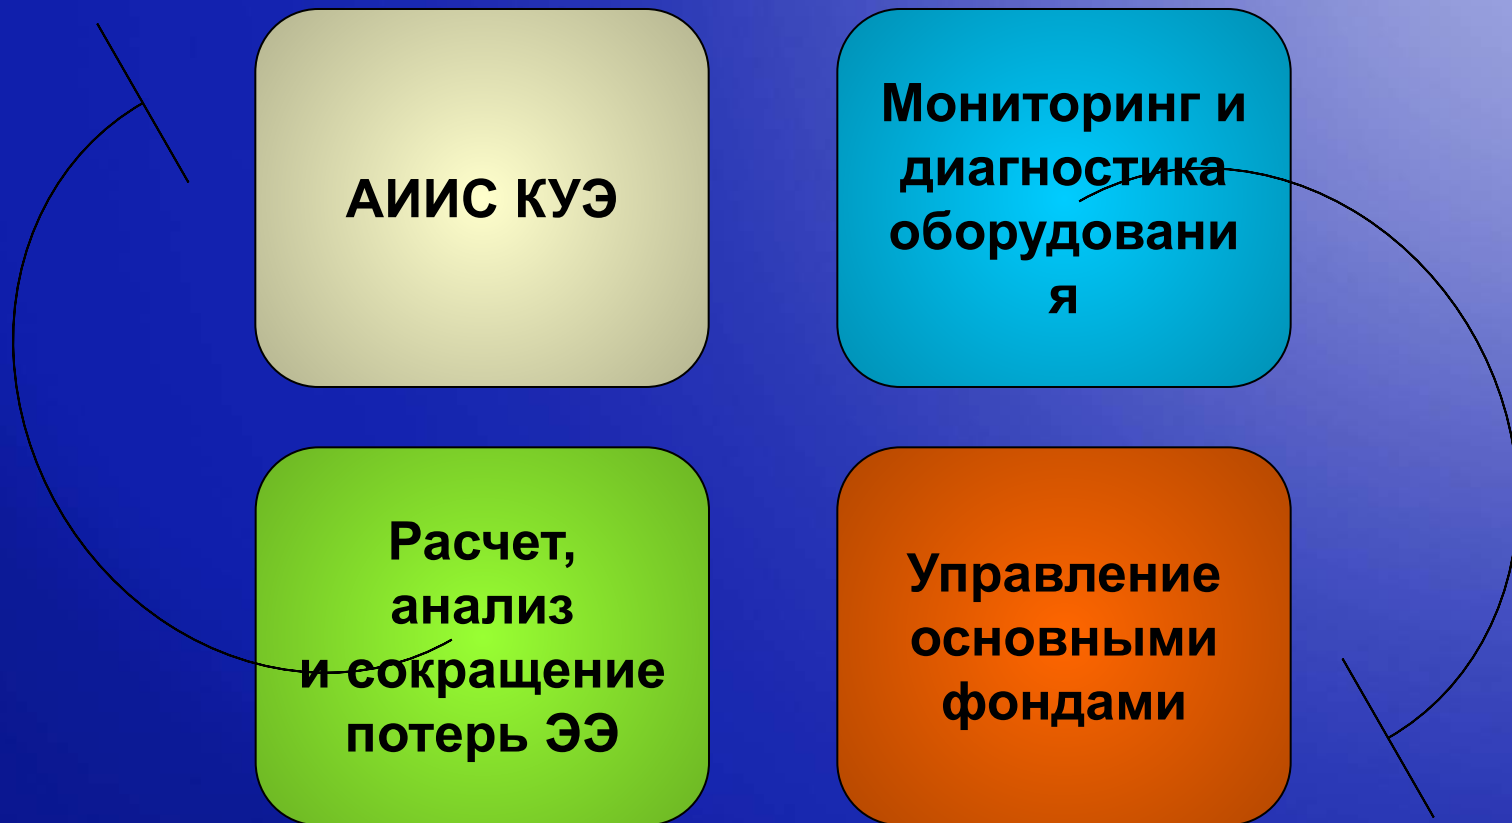 АИИС КУЭ
Мониторинг и
диагностика
оборудовани
я
Расчет,
анализ
и сокращение
потерь ЭЭ
Управление
основными
фондами